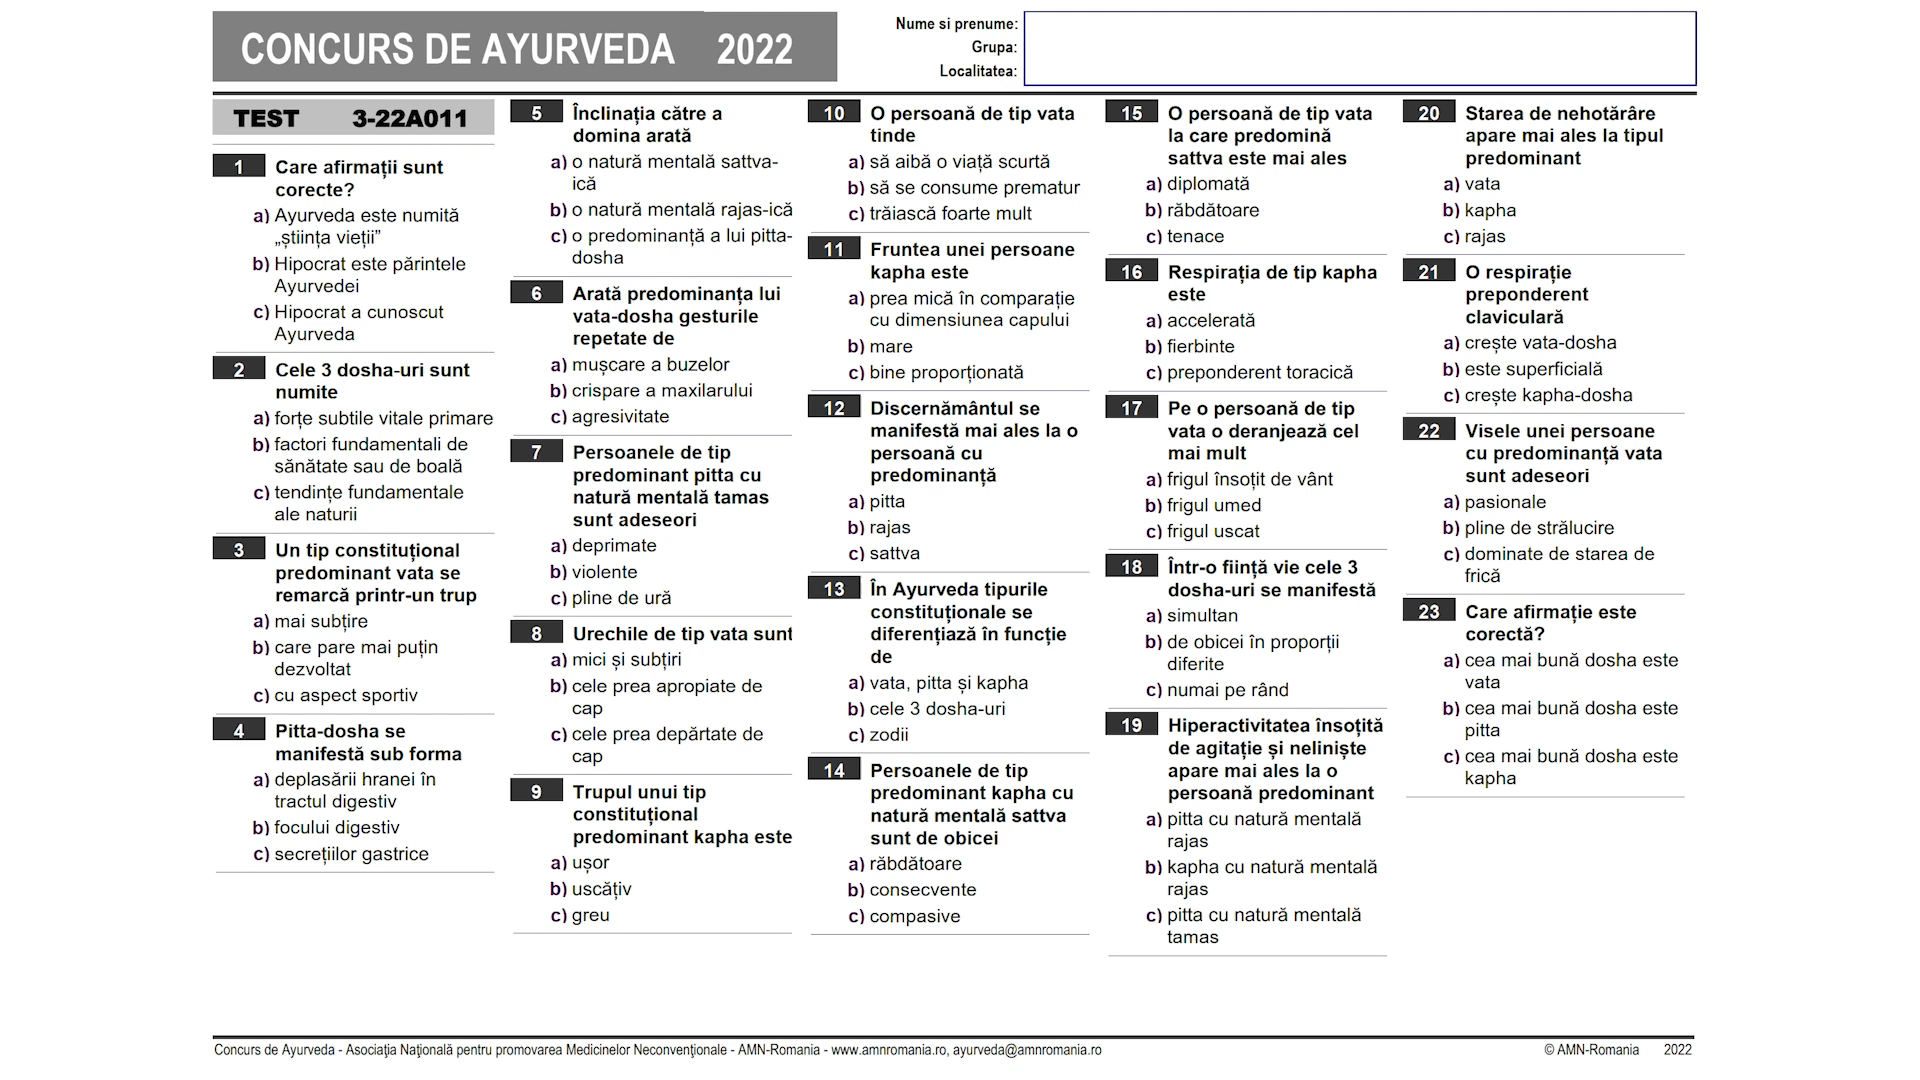 CONCURS DE AYURVEDA 2022
Nume si prenume:
Grupa:
Localitatea:
TEST 3-22A011
1 Care afirmații sunt
corecte?
a) Ayurveda este numită
„știința vieții”
b) Hipocrat este părintele
Ayurvedei
c) Hipocrat a cunoscut
Ayurveda
2 Cele 3 dosha-uri sunt
numite
a) forțe subtile vitale primare
b) factori fundamentali de
sănătate sau de boală
c) tendințe fundamentale
ale naturii
3 Un tip constituțional
predominant vata se
remarcă printr-un trup
a) mai subțire
b) care pare mai puțin
dezvoltat
c) cu aspect sportiv
4 Pitta-dosha se
manifestă sub forma
a) deplasării hranei în
tractul digestiv
b) focului digestiv
c) secrețiilor gastrice
5 Înclinația către a
domina arată
a) o natură mentală sattva-
ică
b) o natură mentală rajas-ică
c) o predominanță a lui pitta-
dosha
6 Arată predominanța lui
vata-dosha gesturile
repetate de
a) mușcare a buzelor
b) crispare a maxilarului
c) agresivitate
7 Persoanele de tip
predominant pitta cu
natură mentală tamas
sunt adeseori
a) deprimate
b) violente
c) pline de ură
8 Urechile de tip vata sunt
a) mici și subțiri
b) cele prea apropiate de
cap
c) cele prea depărtate de
cap
9 Trupul unui tip
constituțional
predominant kapha este
a) ușor
b) uscățiv
c) greu
10 O persoană de tip vata
tinde
a) să aibă o viață scurtă
b) să se consume prematur
c) trăiască foarte mult
11 Fruntea unei persoane
kapha este
a) prea mică în comparație
cu dimensiunea capului
b) mare
c) bine proporționată
12 Discernământul se
manifestă mai ales la o
persoană cu
predominanță
a) pitta
b) rajas
c) sattva
13 În Ayurveda tipurile
constituționale se
diferențiază în funcție
de
a) vata, pitta și kapha
b) cele 3 dosha-uri
c) zodii
14 Persoanele de tip
predominant kapha cu
natură mentală sattva
sunt de obicei
a) răbdătoare
b) consecvente
c) compasive
15 O persoană de tip vata
la care predomină
sattva este mai ales
a) diplomată
b) răbdătoare
c) tenace
16 Respirația de tip kapha
este
a) accelerată
b) fierbinte
c) preponderent toracică
17 Pe o persoană de tip
vata o deranjează cel
mai mult
a) frigul însoțit de vânt
b) frigul umed
c) frigul uscat
18 Într-o ființă vie cele 3
dosha-uri se manifestă
a) simultan
b) de obicei în proporții
diferite
c) numai pe rând
19 Hiperactivitatea însoțită
de agitație și neliniște
apare mai ales la o
persoană predominant
a) pitta cu natură mentală
rajas
b) kapha cu natură mentală
rajas
c) pitta cu natură mentală
tamas
20 Starea de nehotărâre
apare mai ales la tipul
predominant
a) vata
b) kapha
c) rajas
21 O respirație
preponderent
claviculară
a) crește vata-dosha
b) este superficială
c) crește kapha-dosha
22 Visele unei persoane
cu predominanță vata
sunt adeseori
a) pasionale
b) pline de strălucire
c) dominate de starea de
frică
23 Care afirmație este
corectă?
a) cea mai bună dosha este
vata
b) cea mai bună dosha este
pitta
c) cea mai bună dosha este
kapha
Concurs de Ayurveda - Asociaţia Naţională pentru promovarea Medicinelor Neconvenţionale - AMN-Romania - www.amnromania.ro, ayurveda@amnromania.ro
© AMN-Romania 2022